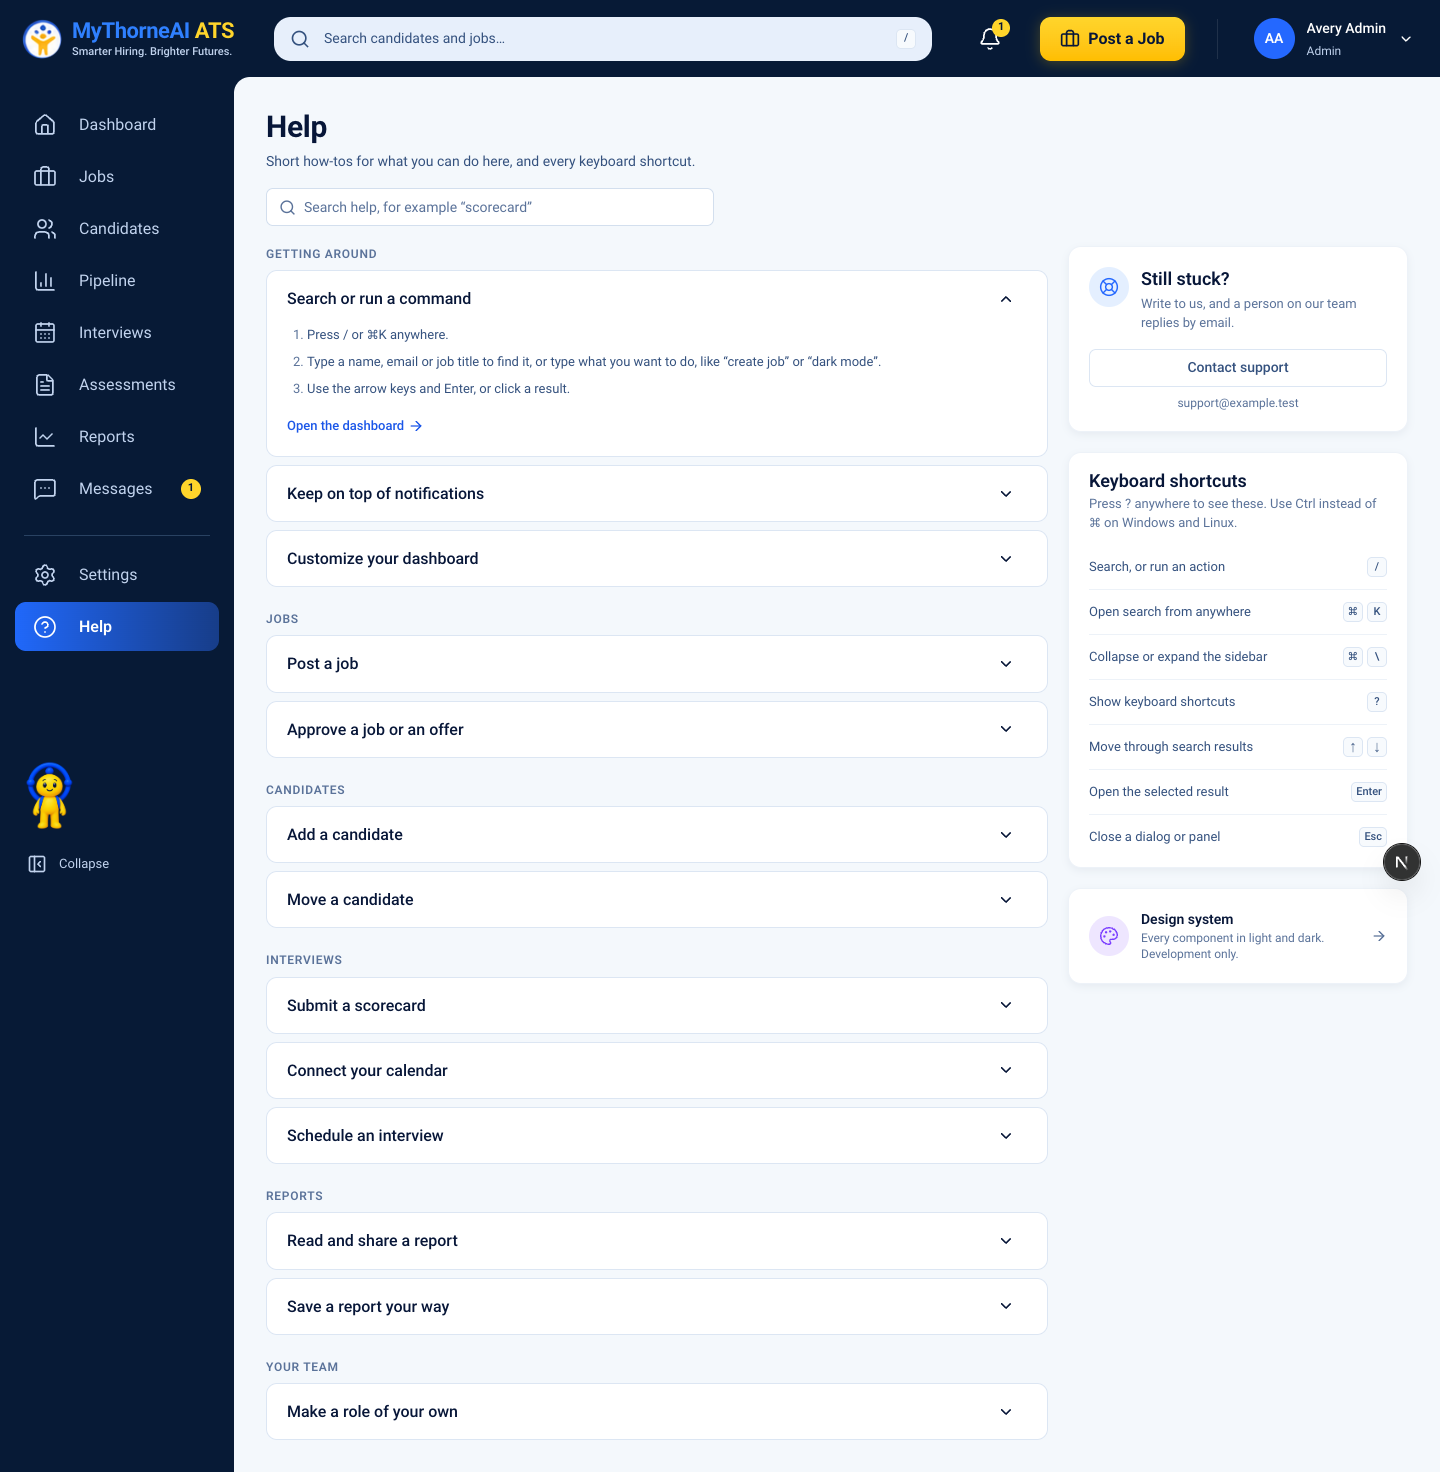 MyThorneAI ATS
Smarter Hiring. Brighter Futures.
Search candidates and jobs...
/
1
Post a Job
AA
Avery Admin
Admin
Dashboard
Jobs
Candidates
Pipeline
Interviews
Assessments
Reports
Messages
1
Settings
Help
Collapse
Help
Short how-tos for what you can do here, and every keyboard shortcut.
Search help, for example “scorecard”
GETTING AROUND
Search or run a command
1. Press / or ⌘K anywhere.
2. Type a name, email or job title to find it, or type what you want to do, like “create job” or “dark mode”.
3. Use the arrow keys and Enter, or click a result.
Open the dashboard →
Keep on top of notifications
Customize your dashboard
JOBS
Post a job
Approve a job or an offer
CANDIDATES
Add a candidate
Move a candidate
INTERVIEWS
Submit a scorecard
Connect your calendar
Schedule an interview
REPORTS
Read and share a report
Save a report your way
YOUR TEAM
Make a role of your own
Still stuck?
Write to us, and a person on our team
replies by email.
Contact support
support@example.test
Keyboard shortcuts
Press ? anywhere to see these. Use Ctrl instead of
⌘ on Windows and Linux.
Search, or run an action /
Open search from anywhere ⌘ K
Collapse or expand the sidebar ⌘ \
Show keyboard shortcuts ?
Move through search results ↑ ↓
Open the selected result Enter
Close a dialog or panel Esc
N
Design system
Every component in light and dark.
Development only.